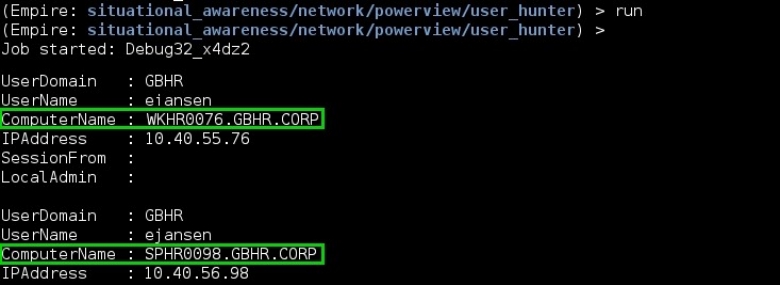 (Empire: situational_awareness/network/powerview/user_hunter) > run
(Empire: situational_awareness/network/powerview/user_hunter) >
Job started: Debug32_x4dz2
UserDomain : GBHR
UserName : ejansen
ComputerName : WKHR0076.GBHR.CORP
IPAddress : 10.40.55.76
SessionFrom :
LocalAdmin :
UserDomain : GBHR
UserName : ejansen
ComputerName : SPHR0098.GBHR.CORP
IPAddress : 10.40.56.98